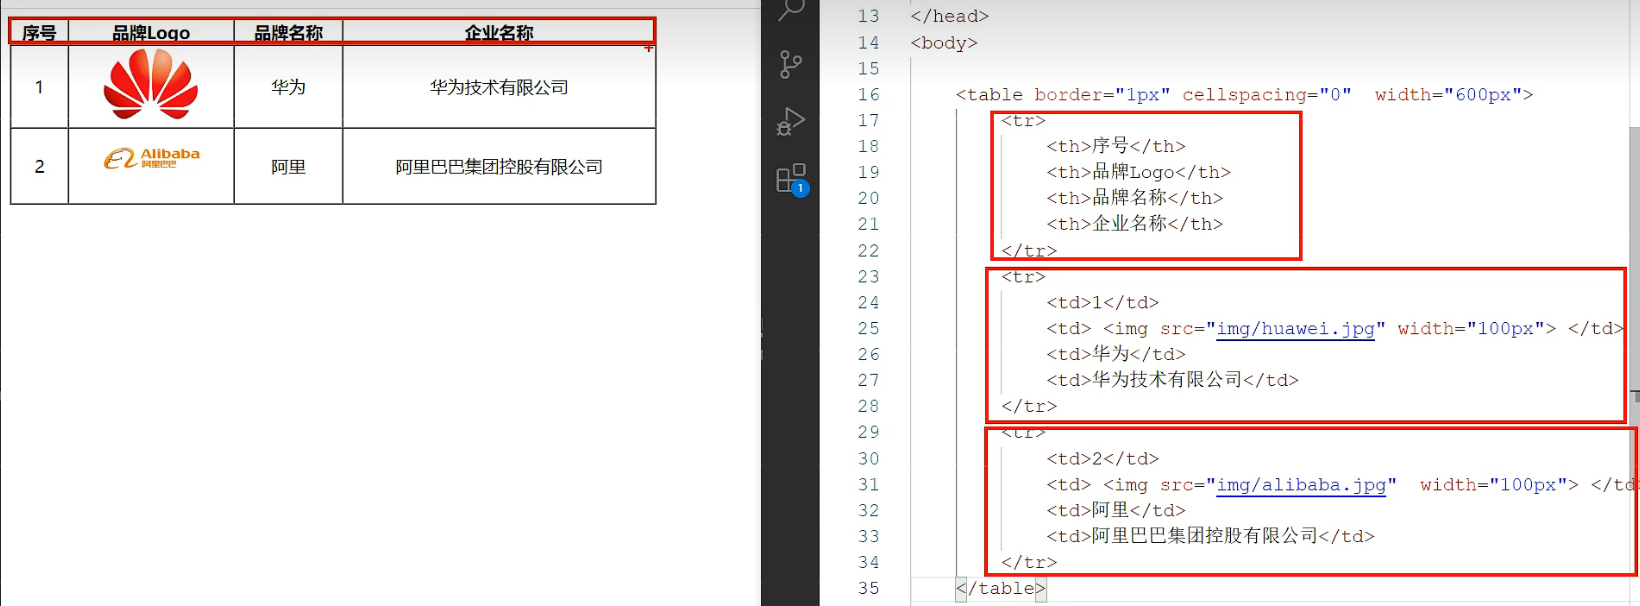 序号 品牌Logo 品牌名称 企业名称
1 华为 华为技术有限公司
2 Alibaba 阿里巴巴 阿里 阿里巴巴集团控股有限公司
1
13 </head>
14 <body>
15
16 <table border="1px" cellspacing="0"  width="600px">
17 <tr>
18 <th>序号</th>
19 <th>品牌Logo</th>
20 <th>品牌名称</th>
21 <th>企业名称</th>
22 </tr>
23 <tr>
24 <td>1</td>
25 <td> <img src="img/huawei.jpg" width="100px"> </td>
26 <td>华为</td>
27 <td>华为技术有限公司</td>
28 </tr>
29 <tr>
30 <td>2</td>
31 <td> <img src="img/alibaba.jpg"  width="100px"> </td
32 <td>阿里</td>
33 <td>阿里巴巴集团控股有限公司</td>
34 </tr>
35 </table>